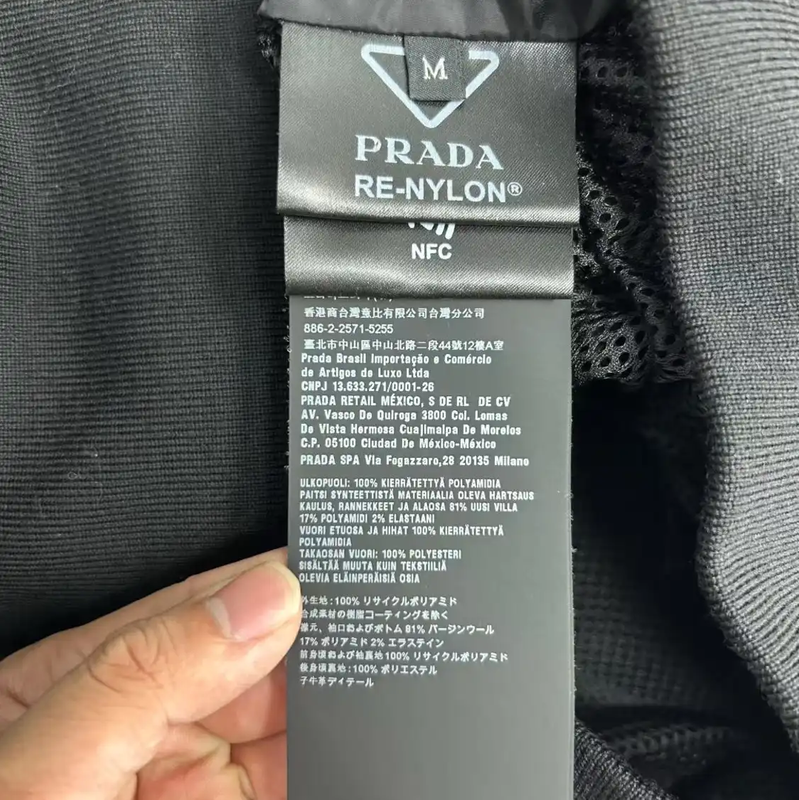 M
PRADA
RE-NYLON®
NFC
香港商台灣壹比有限公司台灣分公司
886-2-2571-5255
臺北市中山區中山北路二段44號12樓A室
Prada Brasil Importação e Comércio
de Artigos de Luxo Ltda
CNPJ 13.633.271/0001-26
PRADA RETAIL MÉXICO, S DE RL DE CV
AV. Vasco De Quiroga 3800 Col. Lomas
De Vista Hermosa Cuajimalpa De Morelos
C.P. 05100 Ciudad De México-México
PRADA SPA Via Fogazzaro,28 20135 Milano
ULKOPUOLI: 100% KIERRÄTETTYÄ POLYAMIDIA
PAITSI SYNTEETTISTÄ MATERIAALIA OLEVA HARTSAUS
KAULUS, RANNEKKEET JA ALAOSA 81% UUSI VILLA
17% POLYAMIDI 2% ELASTAANI
VUORI ETUOSA JA HIHAT 100% KIERRÄTETTYÄ
POLYAMIDIA
TAKAOSAN VUORI: 100% POLYESTERI
SISÄLTÄÄ MUUTA KUIN TEKSTIILIÄ
OLEVIA ELÄINPERÄISIÄ OSIA
外生地:100% リサイクルポリアミド
合成素材の樹脂コーティングを除く
襟元、袖口およびボトム 81% バージンウール
17% ポリアミド 2% エラステイン
前身頃および袖裏地 100% リサイクルポリアミド
後身頃裏地:100% ポリエステル
子牛革ディテール